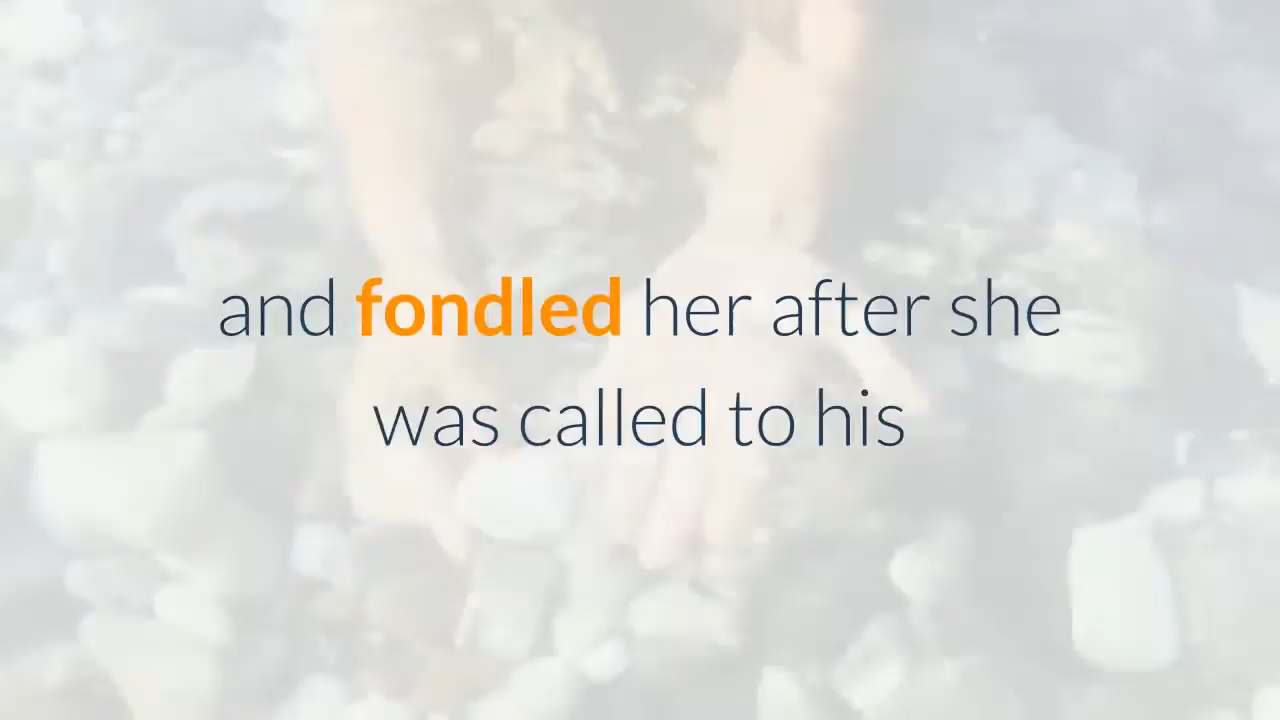 and fondled her after she
was called to his